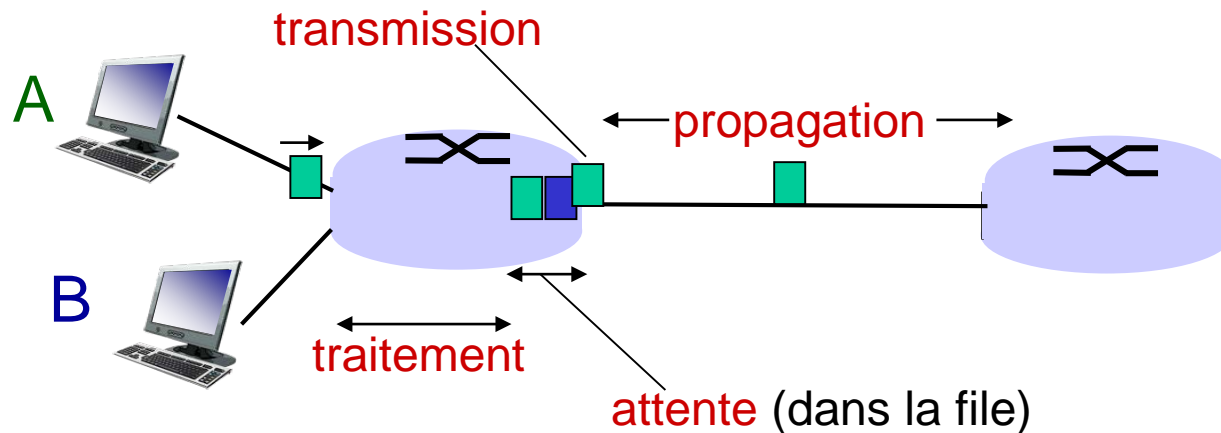 transmission
A
propagation
B
traitement
attente (dans la file)